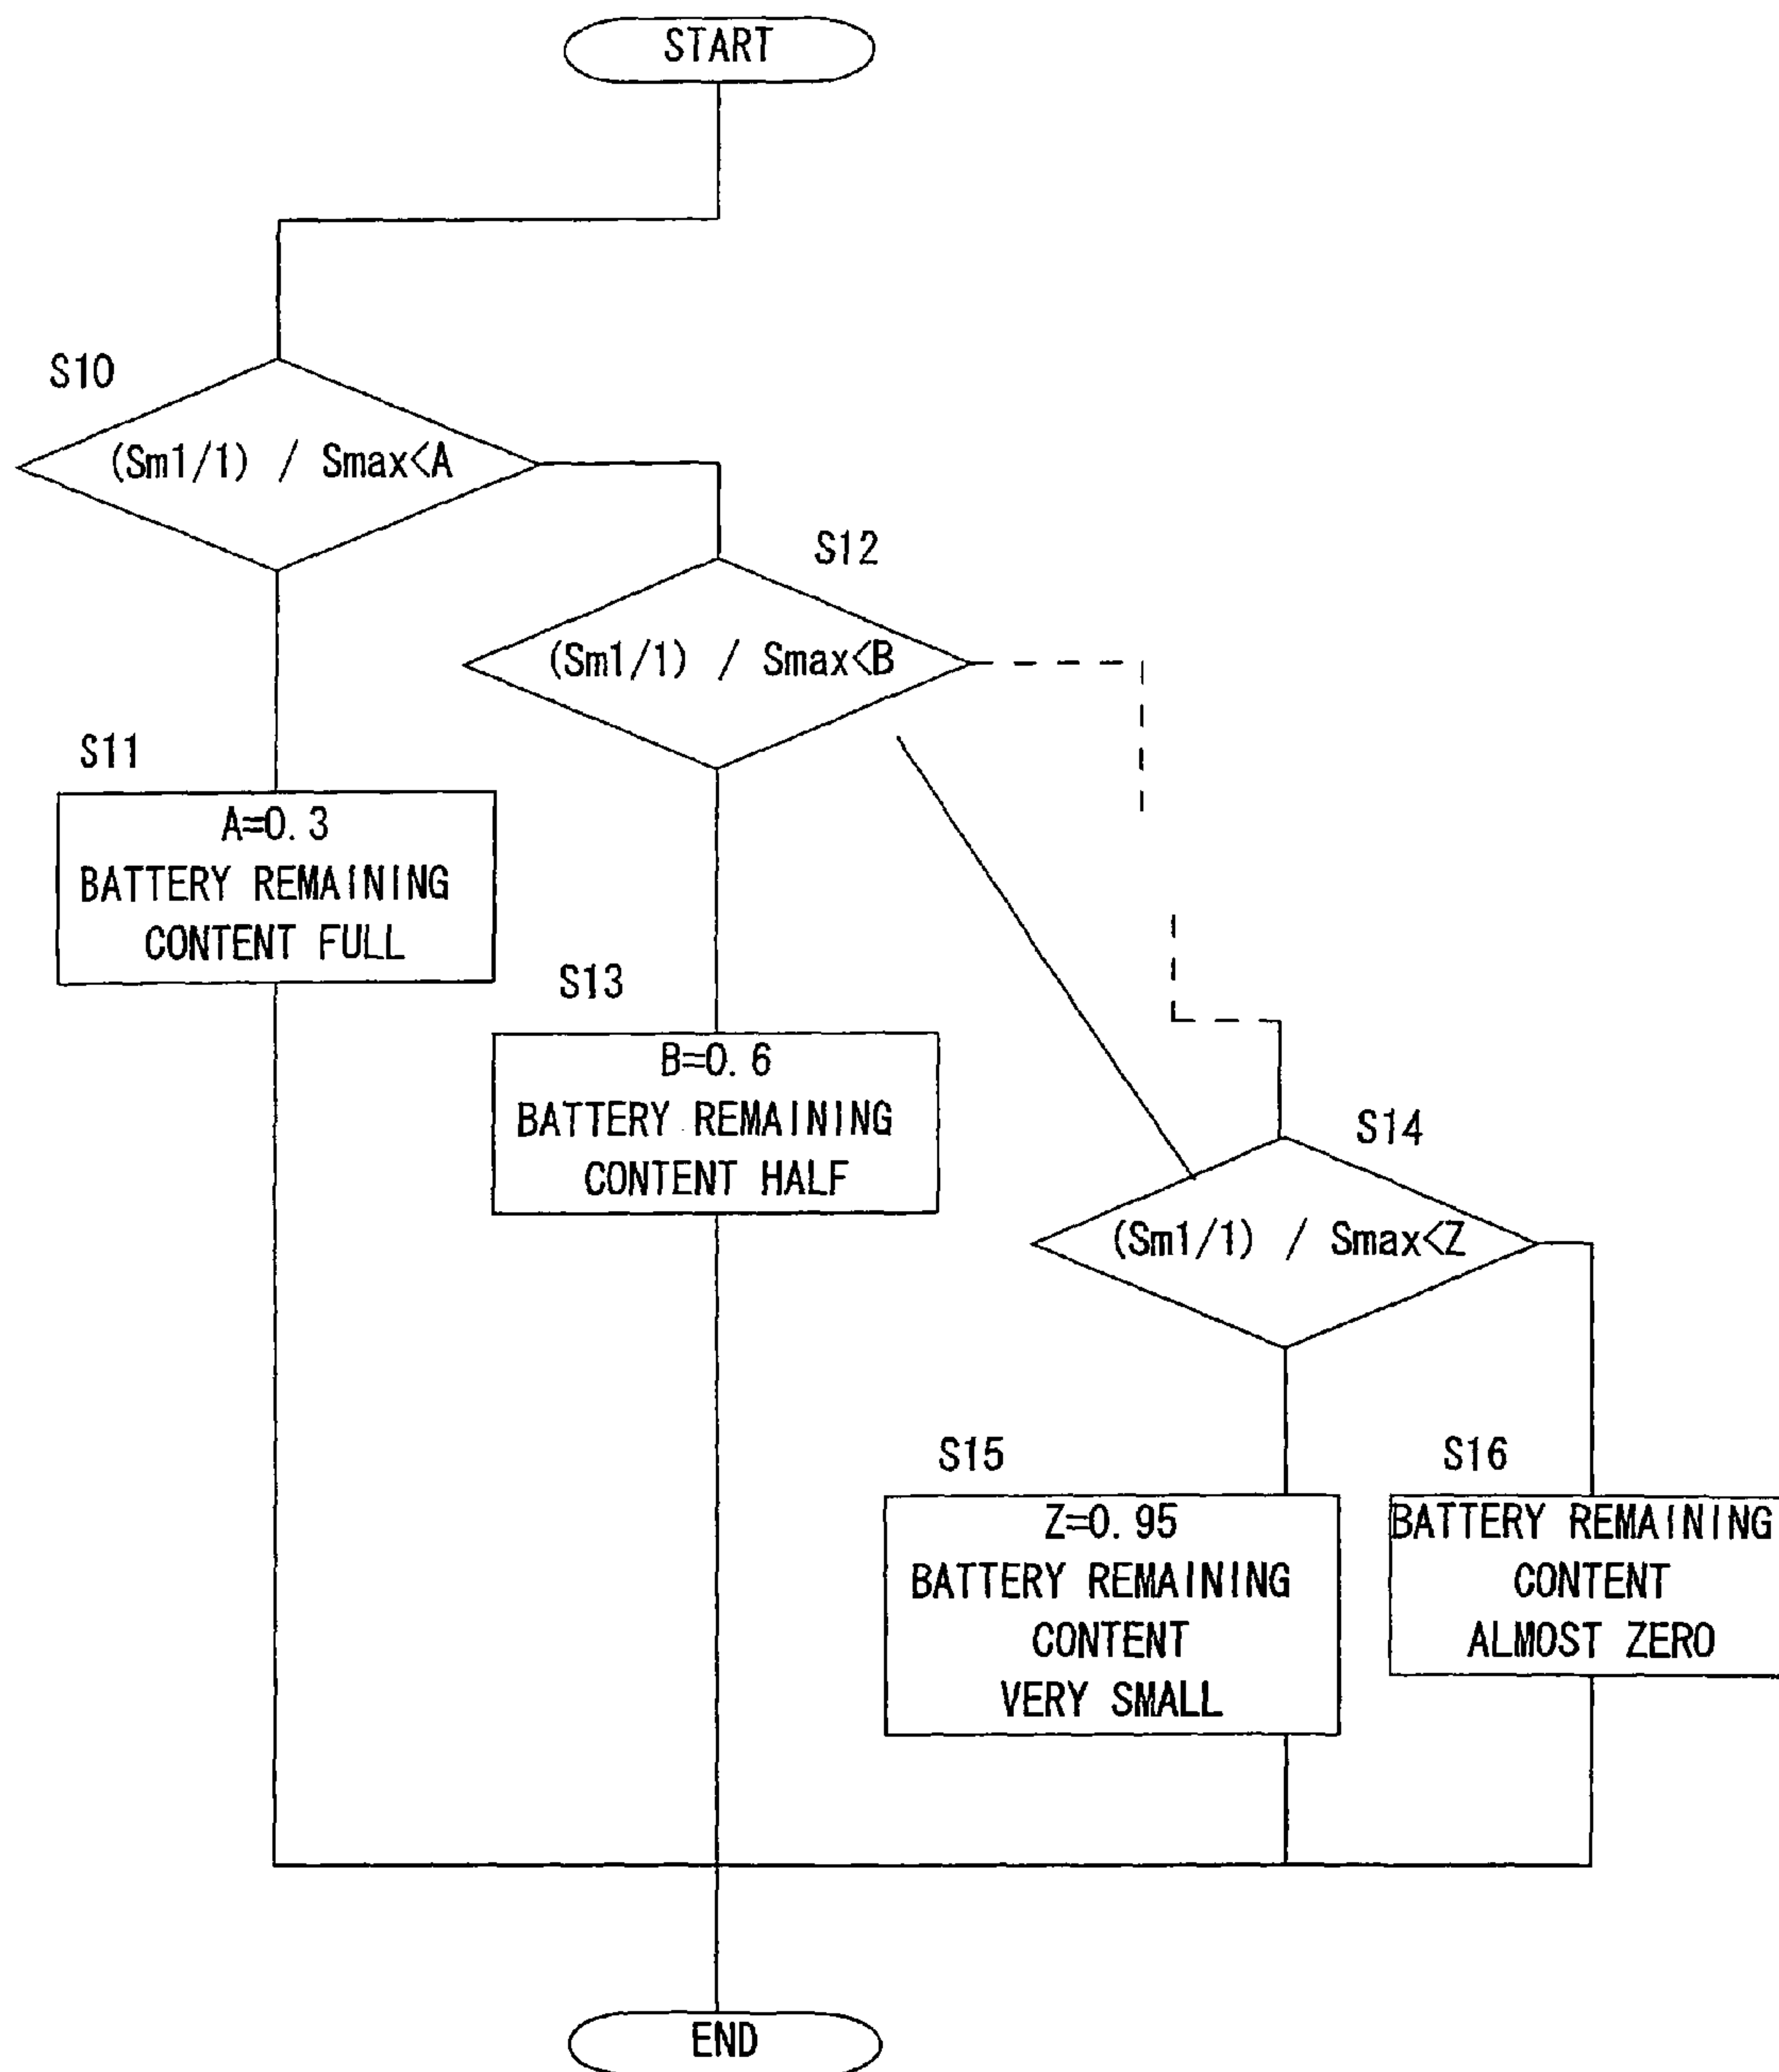 START
S10
(Sm1/1) / Smax<A
S12
(Sm1/1) / Smax<B
S11
A=0.3
BATTERY REMAINING
CONTENT FULL
S13
B=0.6
BATTERY REMAINING
CONTENT HALF
S14
(Sm1/1) / Smax<Z
S15
Z=0.95
BATTERY REMAINING
CONTENT
VERY SMALL
S16
BATTERY REMAINING
CONTENT
ALMOST ZERO
END